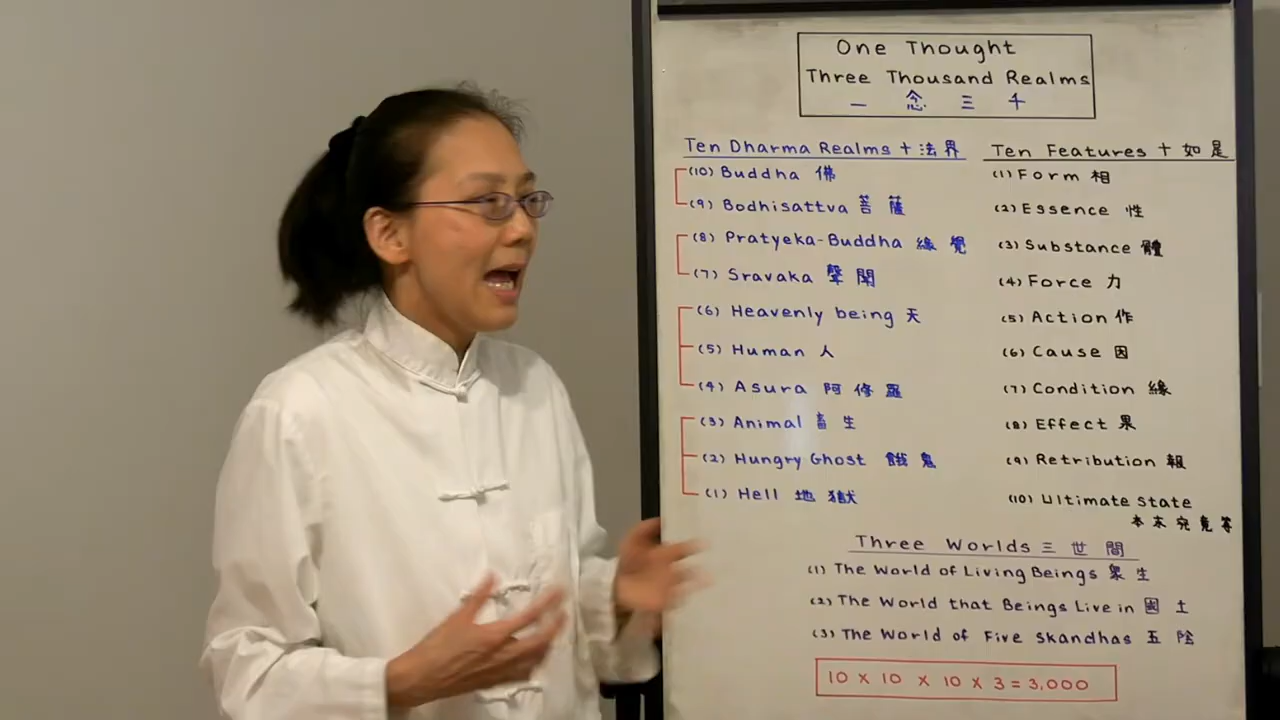 One Thought
Three Thousand Realms
一 念 三 千
Ten Dharma Realms 十法界
(10) Buddha 佛
(9) Bodhisattva 菩薩
(8) Pratyeka-Buddha 緣覺
(7) Sravaka 聲聞
(6) Heavenly being 天
(5) Human 人
(4) Asura 阿修羅
(3) Animal 畜生
(2) Hungry Ghost 餓鬼
(1) Hell 地獄
Ten Features 十如是
(1) Form 相
(2) Essence 性
(3) Substance 體
(4) Force 力
(5) Action 作
(6) Cause 因
(7) Condition 緣
(8) Effect 果
(9) Retribution 報
(10) Ultimate State
本末究竟等
Three Worlds 三世間
(1) The World of Living Beings 眾生
(2) The World that Beings Live in 國土
(3) The World of Five Skandhas 五陰
10 x 10 x 10 x 3 = 3,000